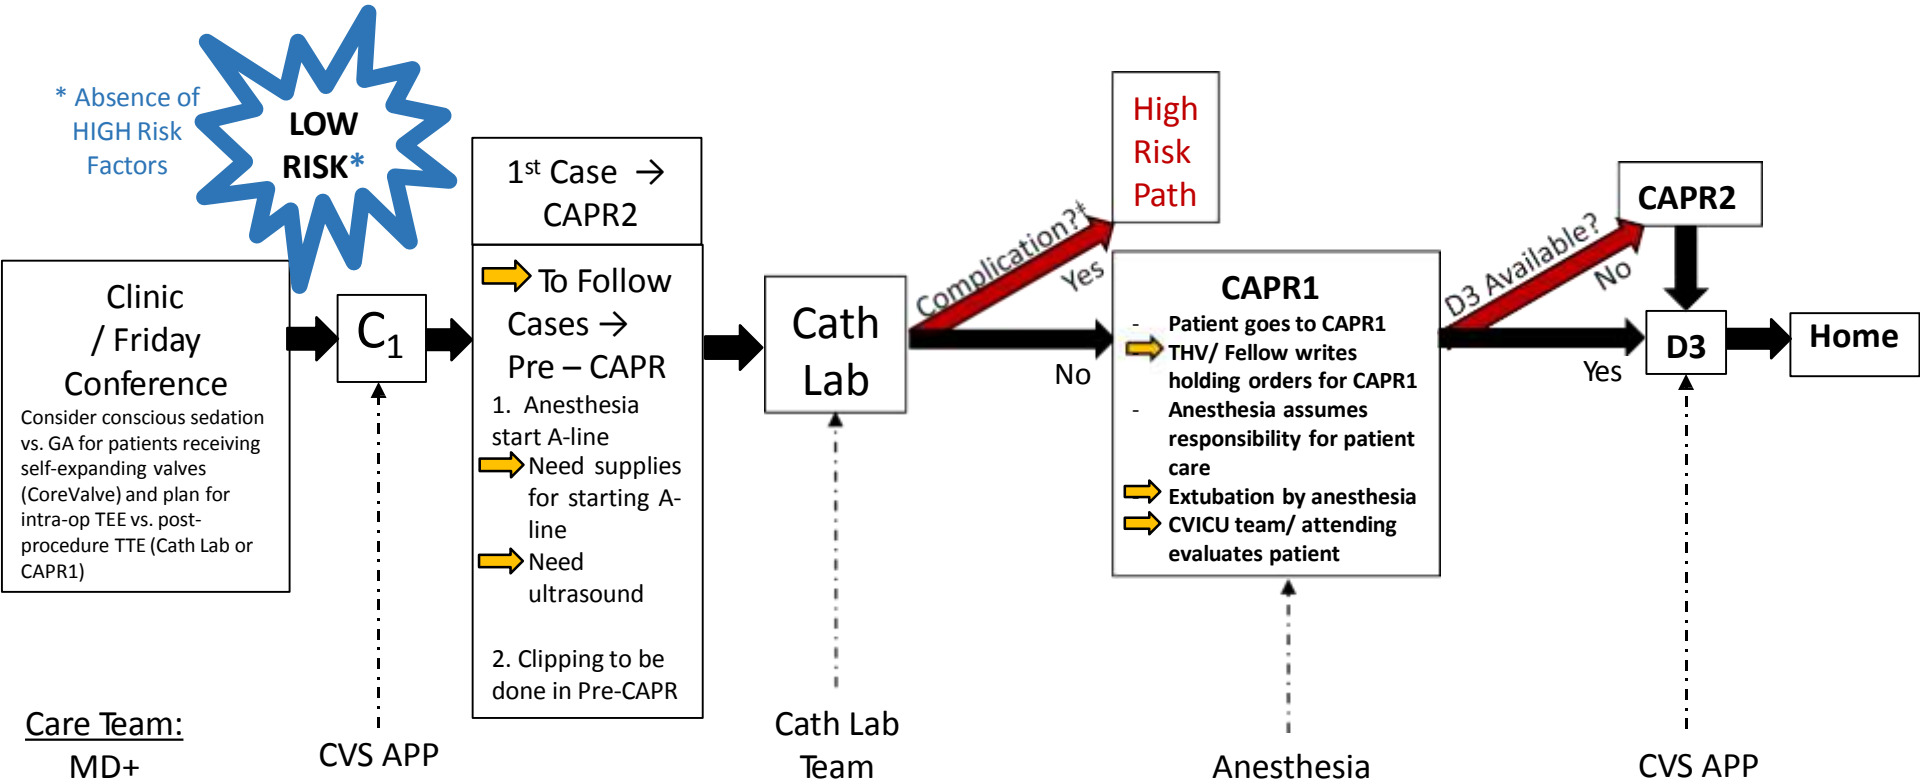 * Absence of
HIGH Risk
Factors
LOW
RISK*
Clinic
/ Friday
Conference
Consider conscious sedation
vs. GA for patients receiving
self-expanding valves
(CoreValve) and plan for
intra-op TEE vs. post-
procedure TTE (Cath Lab or
CAPR1)
C1
1st Case →
CAPR2
To Follow
Cases →
Pre – CAPR
1. Anesthesia
start A-line
Need supplies
for starting A-
line
Need
ultrasound
2. Clipping to be
done in Pre-CAPR
Cath
Lab
Complication?‡
Yes
No
High
Risk
Path
CAPR1
- Patient goes to CAPR1
THV/ Fellow writes
holding orders for CAPR1
- Anesthesia assumes
responsibility for patient
care
Extubation by anesthesia
CVICU team/ attending
evaluates patient
D3 Available?
No
Yes
CAPR2
D3
Home
Care Team:
MD+
CVS APP
Cath Lab
Team
Anesthesia
CVS APP